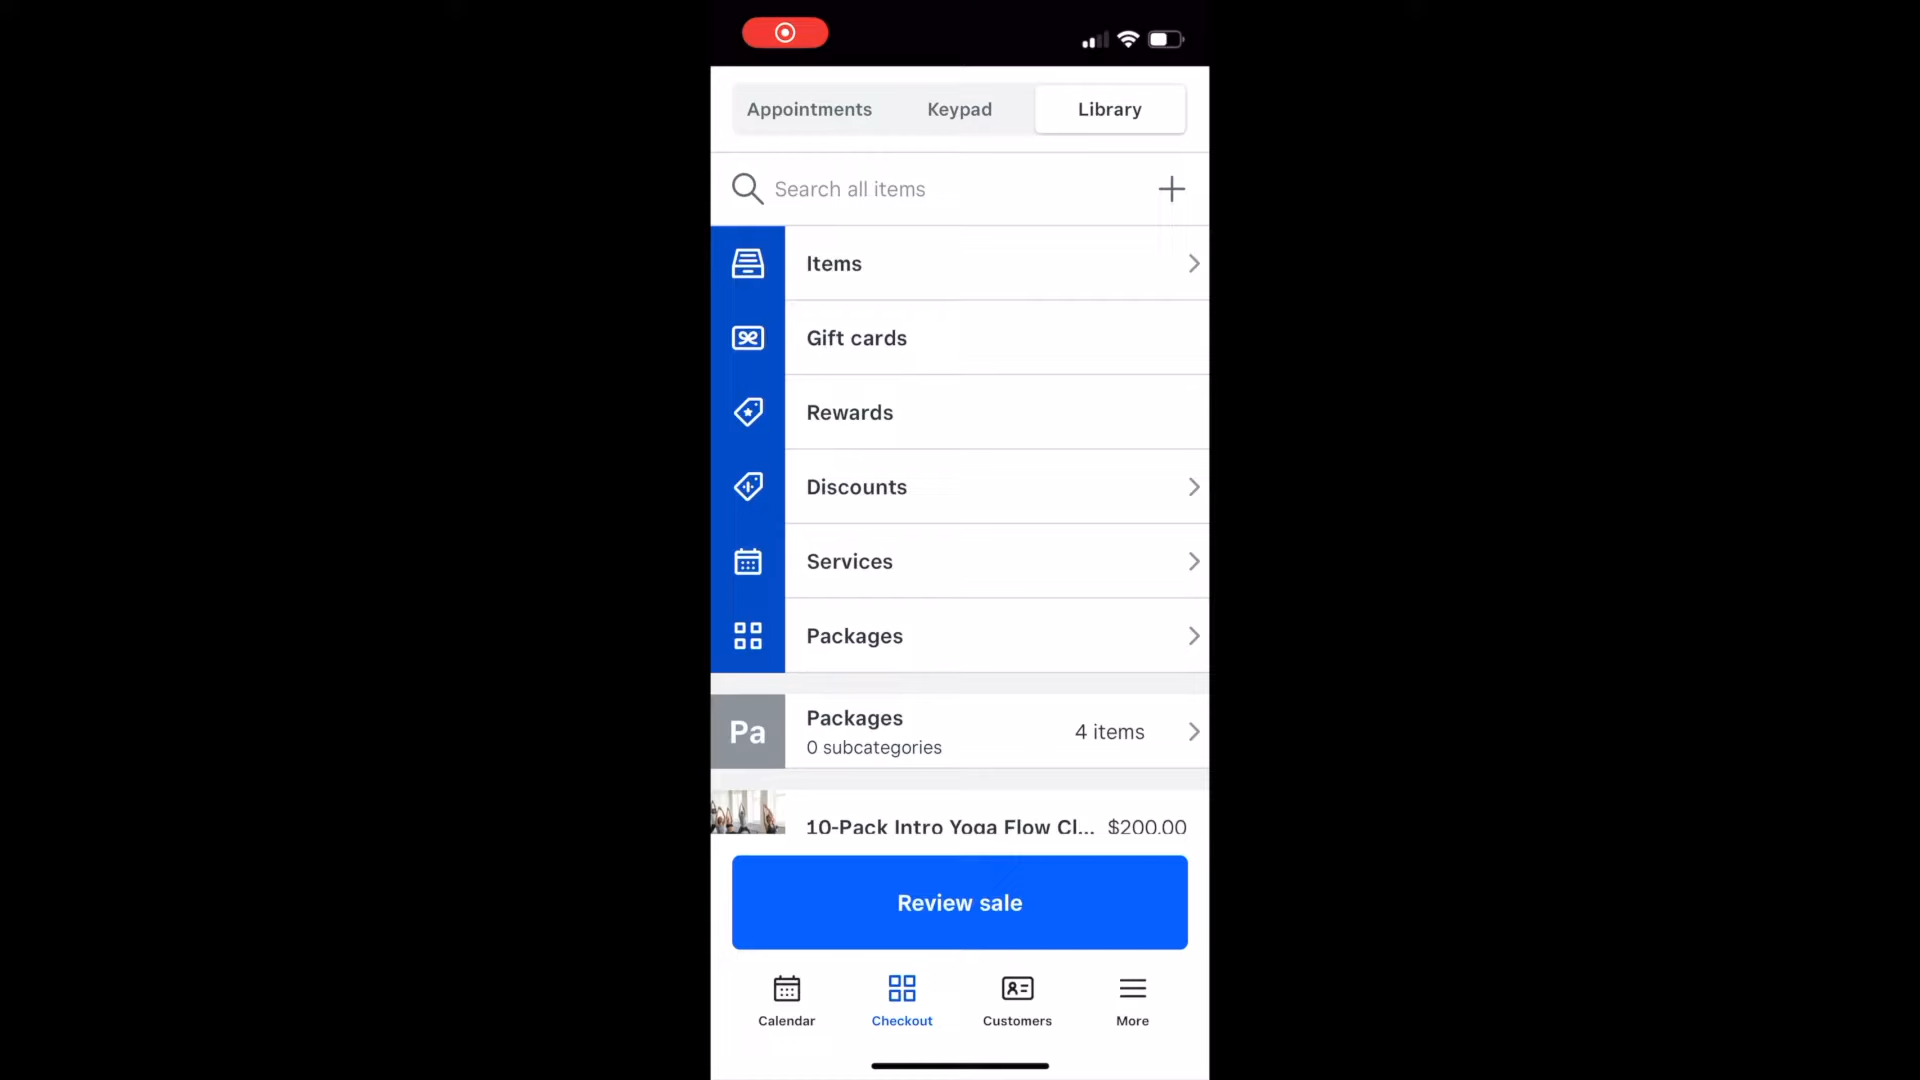 Appointments Keypad Library
Search all items
Items
Gift cards
Rewards
Discounts
Services
Packages
Pa
Packages
0 subcategories
4 items
10-Pack Intro Yoga Flow Cl... $200.00
Review sale
Calendar Checkout Customers More